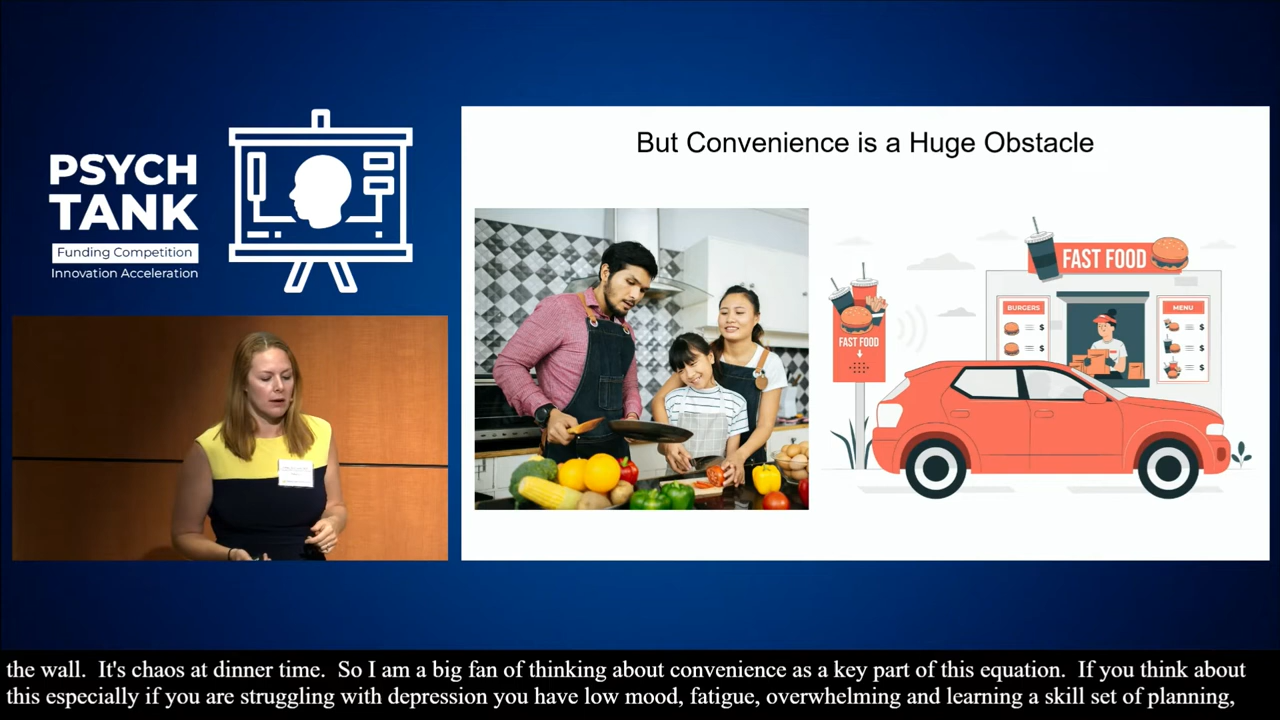 PSYCH
TANK
Funding Competition
Innovation Acceleration
But Convenience is a Huge Obstacle
FAST FOOD
BURGERS
$
$
MENU
$
$
$
FAST FOOD
the wall.  It's chaos at dinner time.  So I am a big fan of thinking about convenience as a key part of this equation.  If you think about
this especially if you are struggling with depression you have low mood, fatigue, overwhelming and learning a skill set of planning,